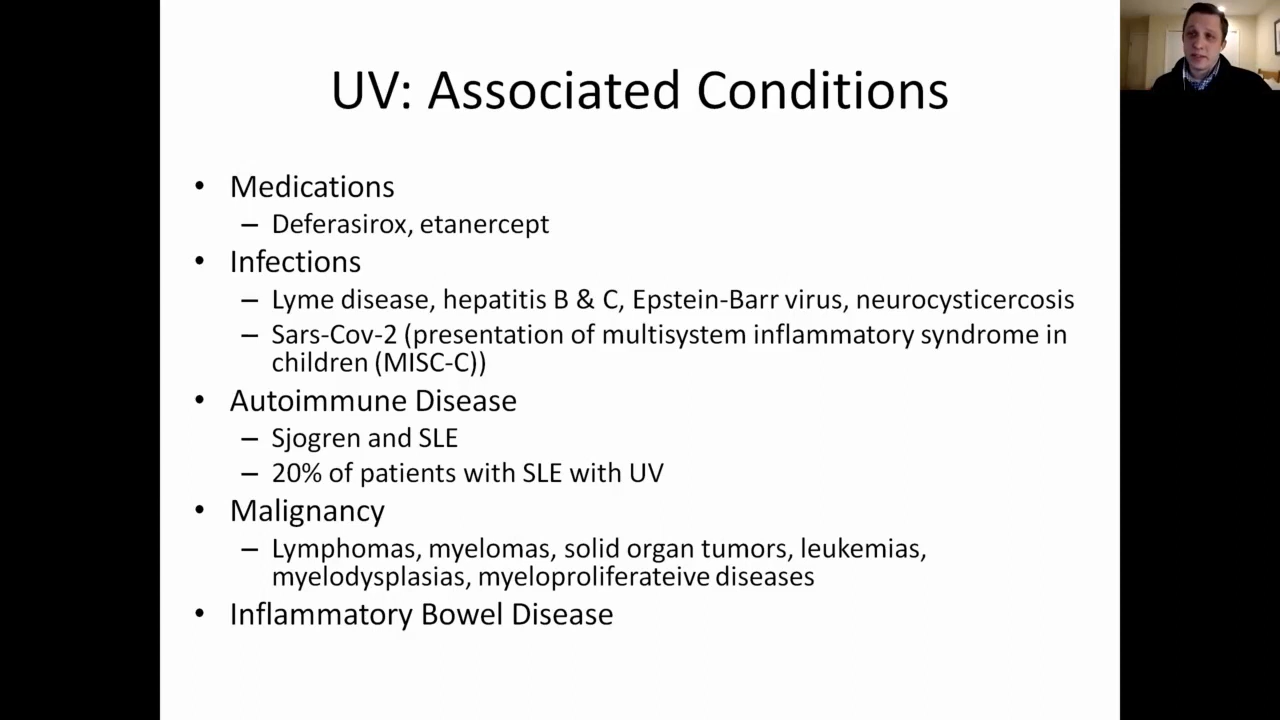 UV: Associated Conditions
• Medications
– Deferasirox, etanercept
• Infections
– Lyme disease, hepatitis B & C, Epstein-Barr virus, neurocysticercosis
– Sars-Cov-2 (presentation of multisystem inflammatory syndrome in
children (MISC-C))
• Autoimmune Disease
– Sjogren and SLE
– 20% of patients with SLE with UV
• Malignancy
– Lymphomas, myelomas, solid organ tumors, leukemias,
myelodysplasias, myeloproliferateive diseases
• Inflammatory Bowel Disease